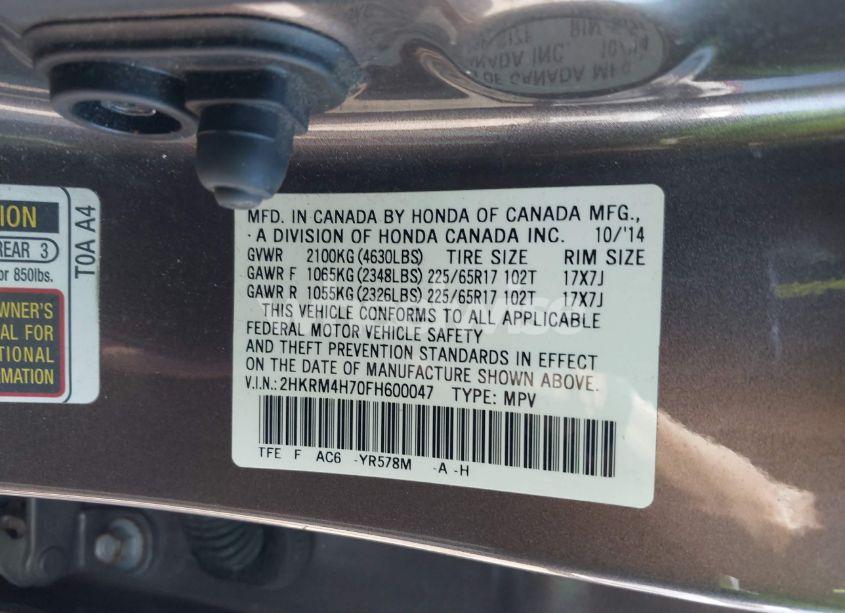 MFD. IN CANADA BY HONDA OF CANADA MFG.,
A DIVISION OF HONDA CANADA INC. 10/'14
GVWR 2100KG (4630LBS) TIRE SIZE RIM SIZE
GAWR F 1065KG (2348LBS) 225/65R17 102T 17X7J
GAWR R 1055KG (2326LBS) 225/65R17 102T 17X7J
THIS VEHICLE CONFORMS TO ALL APPLICABLE
FEDERAL MOTOR VEHICLE SAFETY
AND THEFT PREVENTION STANDARDS IN EFFECT
ON THE DATE OF MANUFACTURE SHOWN ABOVE.
V.I.N.: 2HKRM4H70FH600047 TYPE: MPV
TFE F AC6 -YR578M -A -H
ION
REAR 3
or 850lbs.
WNER'S
AL FOR
TIONAL
RMATION
T0A A4